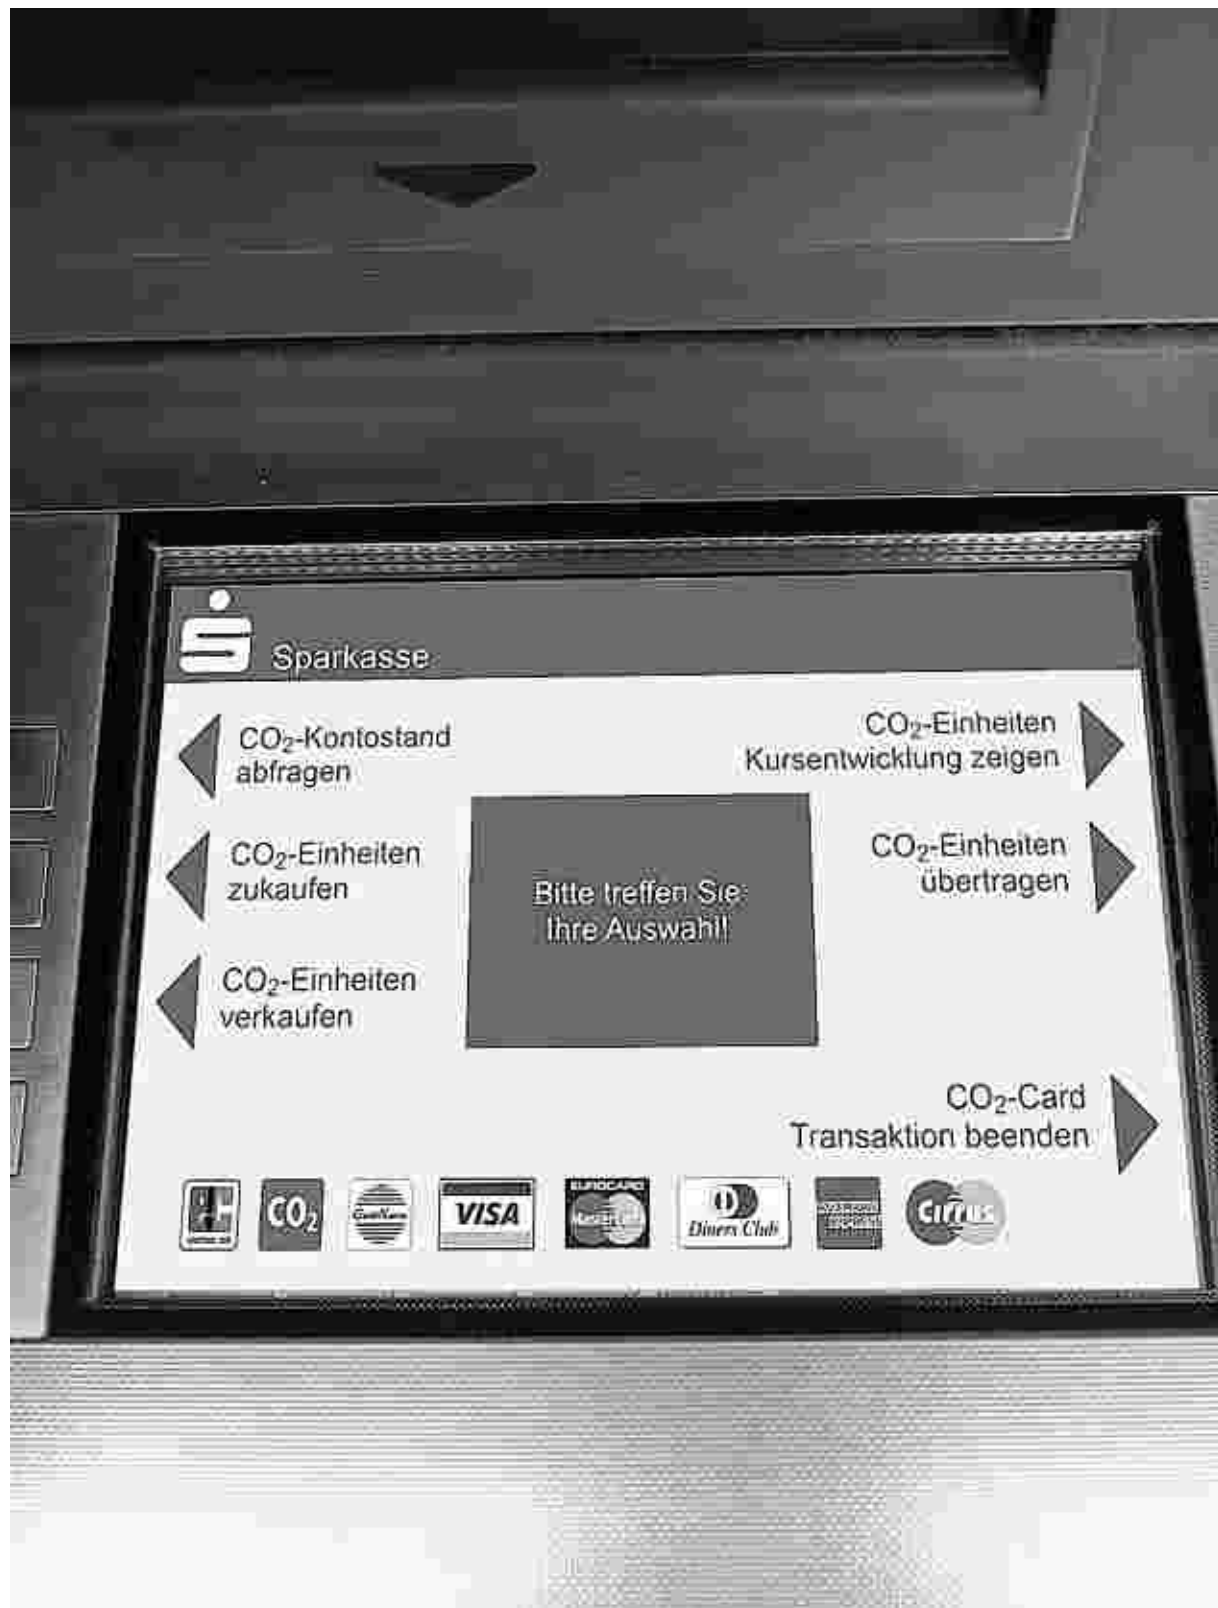 Sparkasse
CO₂-Kontostand
abfragen
CO₂-Einheiten
zukaufen
CO₂-Einheiten
verkaufen
Bitte treffen Sie
Ihre Auswahl!
CO₂-Einheiten
Kursentwicklung zeigen
CO₂-Einheiten
übertragen
CO₂-Card
Transaktion beenden
CO₂
VISA
EUROCARD
MasterCard
Diners Club
Cirrus